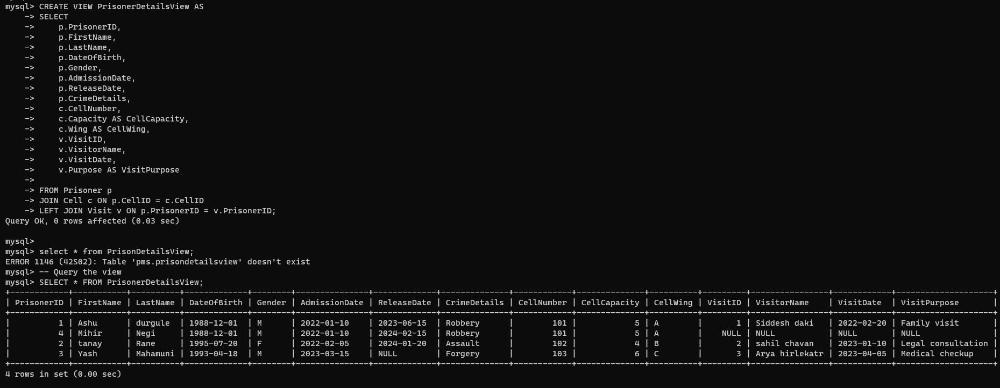 mysql> CREATE VIEW PrisonerDetailsView AS
    -> SELECT
    ->     p.PrisonerID,
    ->     p.FirstName,
    ->     p.LastName,
    ->     p.DateOfBirth,
    ->     p.Gender,
    ->     p.AdmissionDate,
    ->     p.ReleaseDate,
    ->     p.CrimeDetails,
    ->     c.CellNumber,
    ->     c.Capacity AS CellCapacity,
    ->     c.Wing AS CellWing,
    ->     v.VisitID,
    ->     v.VisitorName,
    ->     v.VisitDate,
    ->     v.Purpose AS VisitPurpose
    ->
    -> FROM Prisoner p
    -> JOIN Cell c ON p.CellID = c.CellID
    -> LEFT JOIN Visit v ON p.PrisonerID = v.PrisonerID;
Query OK, 0 rows affected (0.03 sec)

mysql>
mysql> select * from PrisonDetailsView;
ERROR 1146 (42S02): Table 'pms.prisondetailsview' doesn't exist
mysql> -- Query the view
mysql> SELECT * FROM PrisonerDetailsView;
+------------+-----------+----------+-------------+--------+---------------+-------------+--------------+------------+--------------+----------+---------+----------------+------------+--------------------+
| PrisonerID | FirstName | LastName | DateOfBirth | Gender | AdmissionDate | ReleaseDate | CrimeDetails | CellNumber | CellCapacity | CellWing | VisitID | VisitorName    | VisitDate  | VisitPurpose       |
+------------+-----------+----------+-------------+--------+---------------+-------------+--------------+------------+--------------+----------+---------+----------------+------------+--------------------+
|          1 | Ashu      | durgule  | 1988-12-01  | M      | 2022-01-10    | 2023-06-15  | Robbery      |        101 |            5 | A        |       1 | Siddesh daki   | 2022-02-20 | Family visit       |
|          4 | Mihir     | Negi     | 1988-12-01  | M      | 2022-01-10    | 2024-02-15  | Robbery      |        101 |            5 | A        |    NULL | NULL           | NULL       | NULL               |
|          2 | tanay     | Rane     | 1995-07-20  | F      | 2022-02-05    | 2024-01-20  | Assault      |        102 |            4 | B        |       2 | sahil chavan   | 2023-01-10 | Legal consultation |
|          3 | Yash      | Mahamuni | 1993-04-18  | M      | 2023-03-15    | NULL        | Forgery      |        103 |            6 | C        |       3 | Arya hirlekatr | 2023-04-05 | Medical checkup    |
+------------+-----------+----------+-------------+--------+---------------+-------------+--------------+------------+--------------+----------+---------+----------------+------------+--------------------+
4 rows in set (0.00 sec)